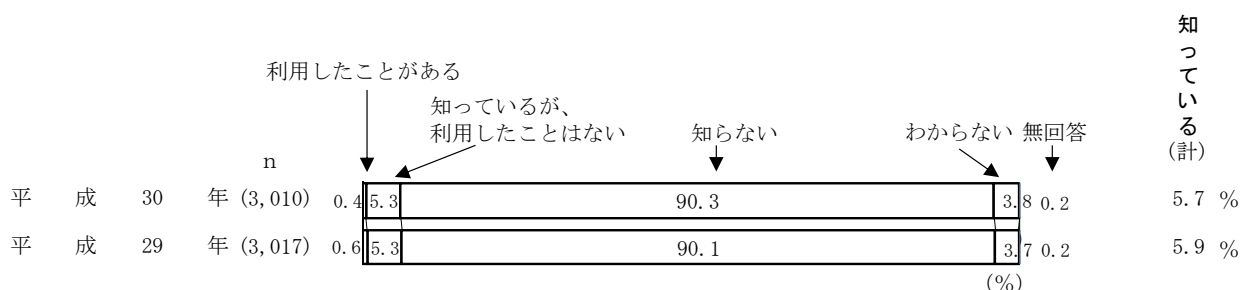 知っている
(計)
利用したことがある
知っているが、
利用したことはない
知らない
わからない 無回答
n
平 成 30 年 (3,010) 0.4 5.3 90.3 3.8 0.2 5.7 %
平 成 29 年 (3,017) 0.6 5.3 90.1 3.7 0.2 5.9 %
(%)